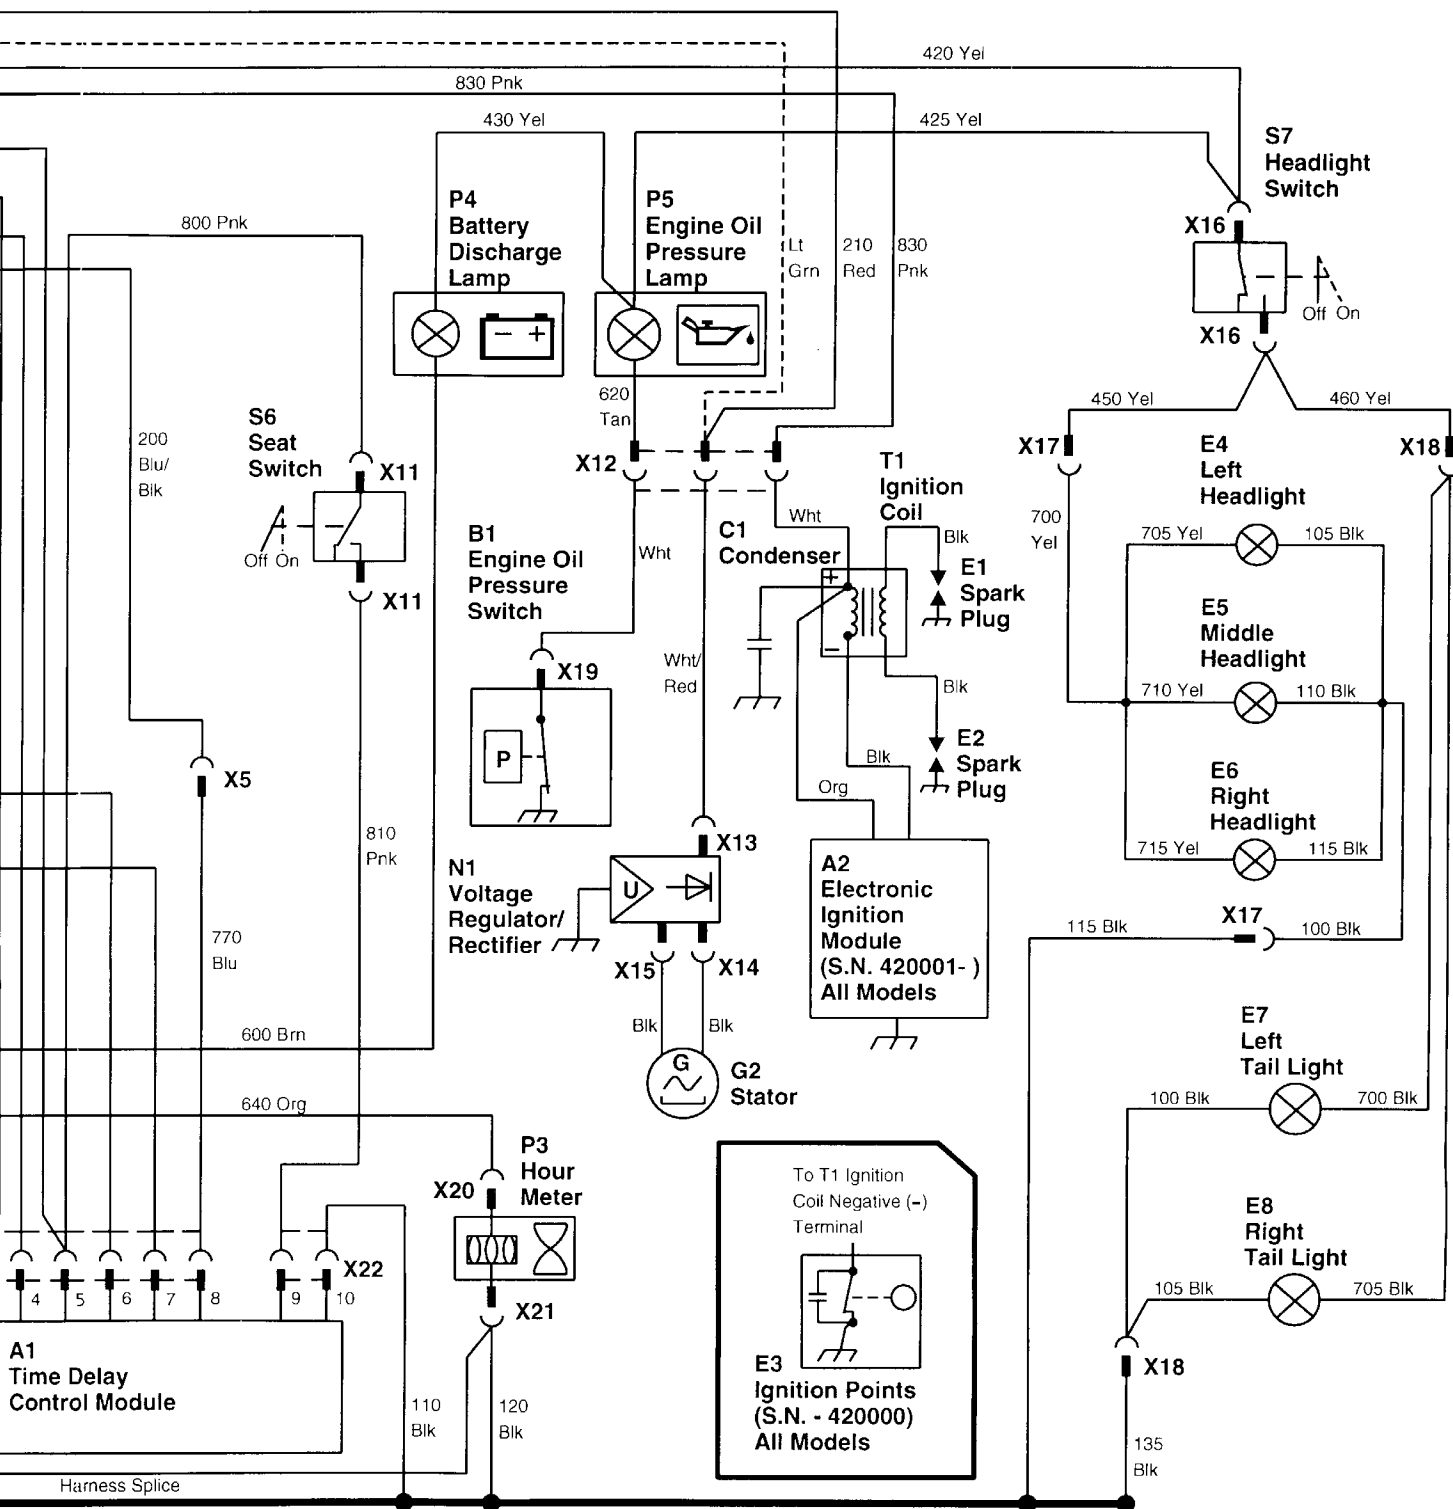 420 Yel
830 Pnk
430 Yel
425 Yel
S7
Headlight
Switch
P4
Battery
Discharge
Lamp
P5
Engine Oil
Pressure
Lamp
800 Pnk
Lt
Grn
210
Red
830
Pnk
X16
Off On
X16
− +
620
Tan
450 Yel
460 Yel
S6
Seat
Switch
200
Blu/
Blk
X11
X12
T1
Ignition
Coil
X17
E4
Left
Headlight
X18
Off On
X11
B1
Engine Oil
Pressure
Switch
Wht
Wht
C1
Condenser
Blk
+
−
E1
Spark
Plug
700
Yel
705 Yel
105 Blk
E5
Middle
Headlight
X19
Wht/
Red
Blk
710 Yel
110 Blk
P
E2
Spark
Plug
Blk
Org
X5
E6
Right
Headlight
715 Yel
115 Blk
810
Pnk
X13
N1
Voltage
Regulator/
Rectifier
U
A2
Electronic
Ignition
Module
(S.N. 420001- )
All Models
X17
115 Blk
100 Blk
770
Blu
X15
X14
600 Brn
Blk
Blk
G
G2
Stator
E7
Left
Tail Light
100 Blk
700 Blk
640 Org
P3
Hour
Meter
X20
To T1 Ignition
Coil Negative (−)
Terminal
E8
Right
Tail Light
105 Blk
705 Blk
X22
4
5
6
7
8
9
10
X21
A1
Time Delay
Control Module
E3
Ignition Points
(S.N. - 420000)
All Models
X18
110
Blk
120
Blk
135
Blk
Harness Splice